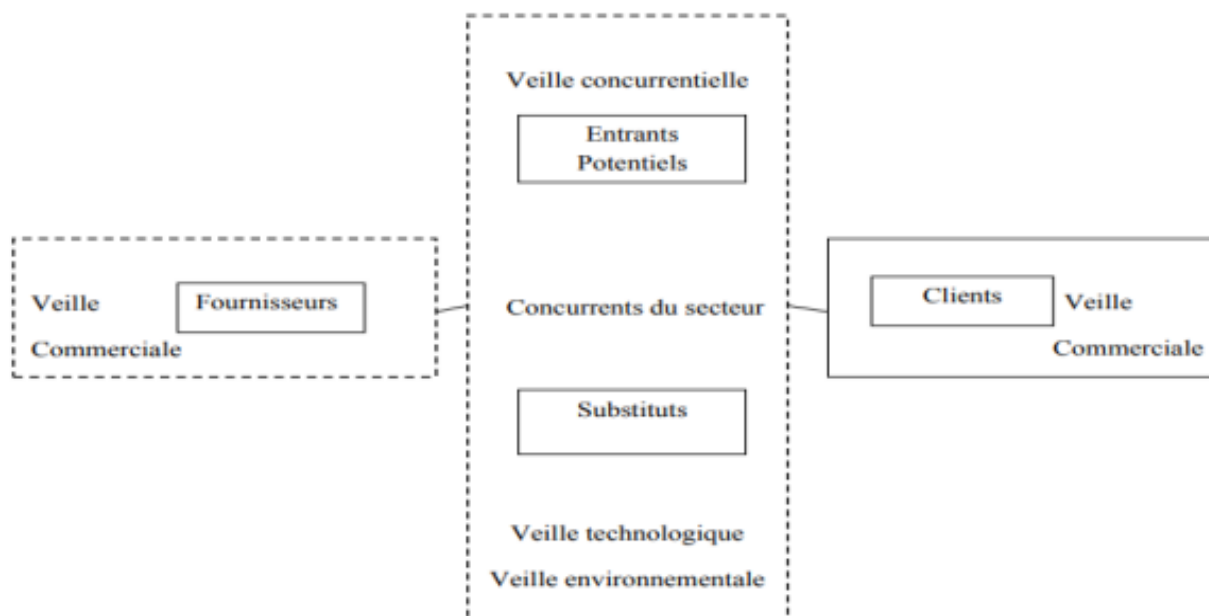 Veille concurrentielle
Entrants
Potentiels
Veille
Commerciale
Fournisseurs
Concurrents du secteur
Clients
Veille
Commerciale
Substituts
Veille technologique
Veille environnementale